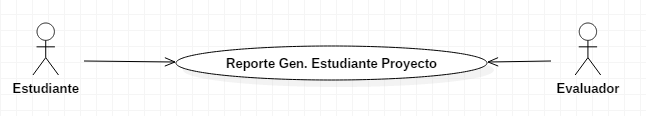 Reporte Gen. Estudiante Proyecto
Estudiante
Evaluador